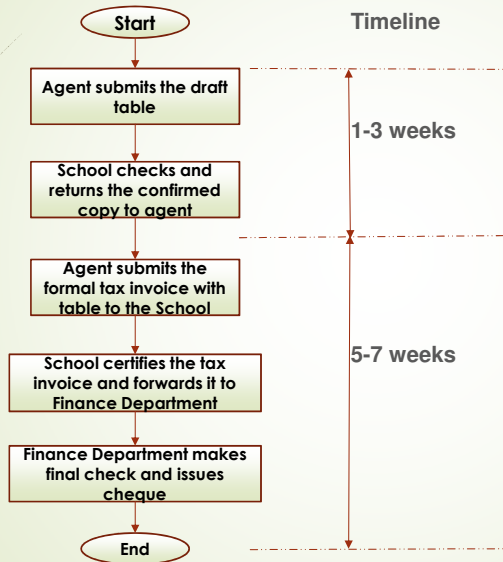 Start
Timeline
Agent submits the draft
table
1-3 weeks
School checks and
returns the confirmed
copy to agent
Agent submits the
formal tax invoice with
table to the School
5-7 weeks
School certifies the tax
invoice and forwards it to
Finance Department
Finance Department makes
final check and issues
cheque
End